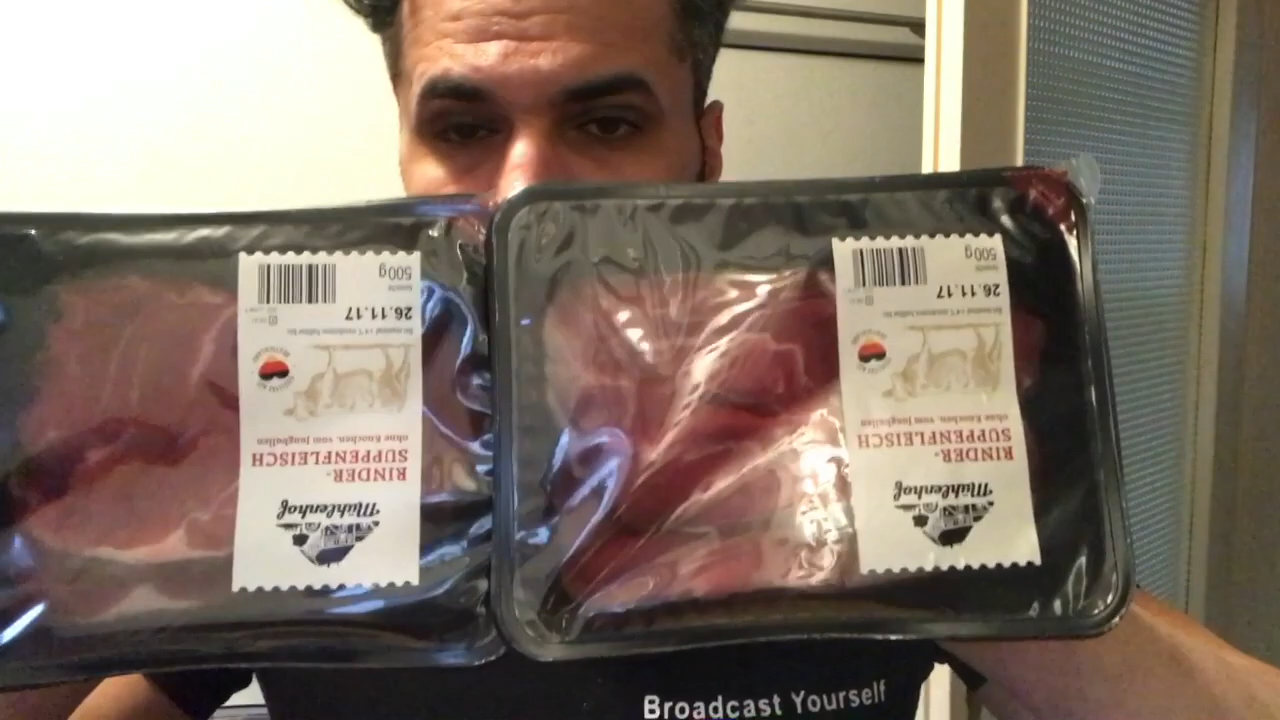 Mühlenhof
RINDER-
SUPPENFLEISCH
ohne Knochen, vom Jungbullen
26.11.17
500g
Mühlenhof
RINDER-
SUPPENFLEISCH
ohne Knochen, vom Jungbullen
26.11.17
500g
Broadcast Yourself